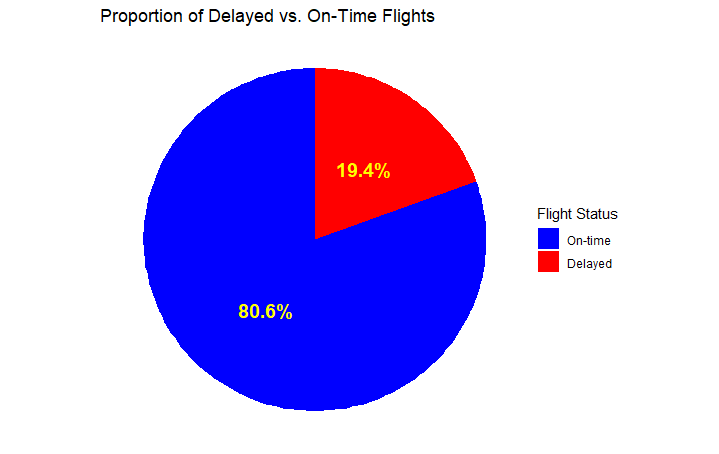 Proportion of Delayed vs. On-Time Flights
19.4%
80.6%
Flight Status
On-time
Delayed